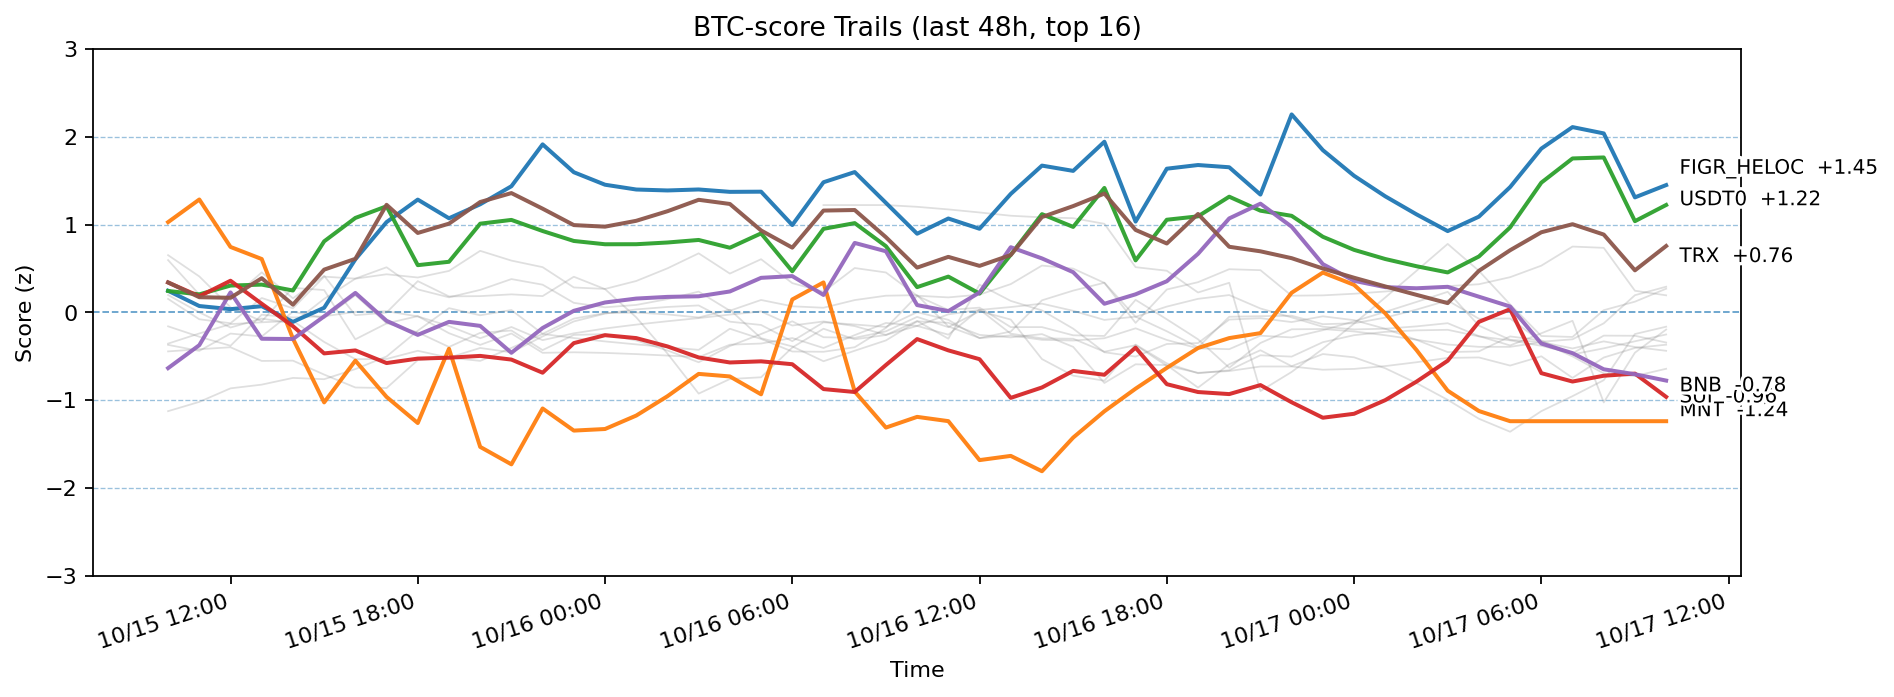 BTC-score Trails (last 48h, top 16)
3
2
1
0
−1
−2
−3
Score (z)
FIGR_HELOC +1.45
USDT0 +1.22
TRX +0.76
BNB -0.78
SUI -0.96
MNT -1.24
10/15 12:00
10/15 18:00
10/16 00:00
10/16 06:00
10/16 12:00
10/16 18:00
10/17 00:00
10/17 06:00
10/17 12:00
Time